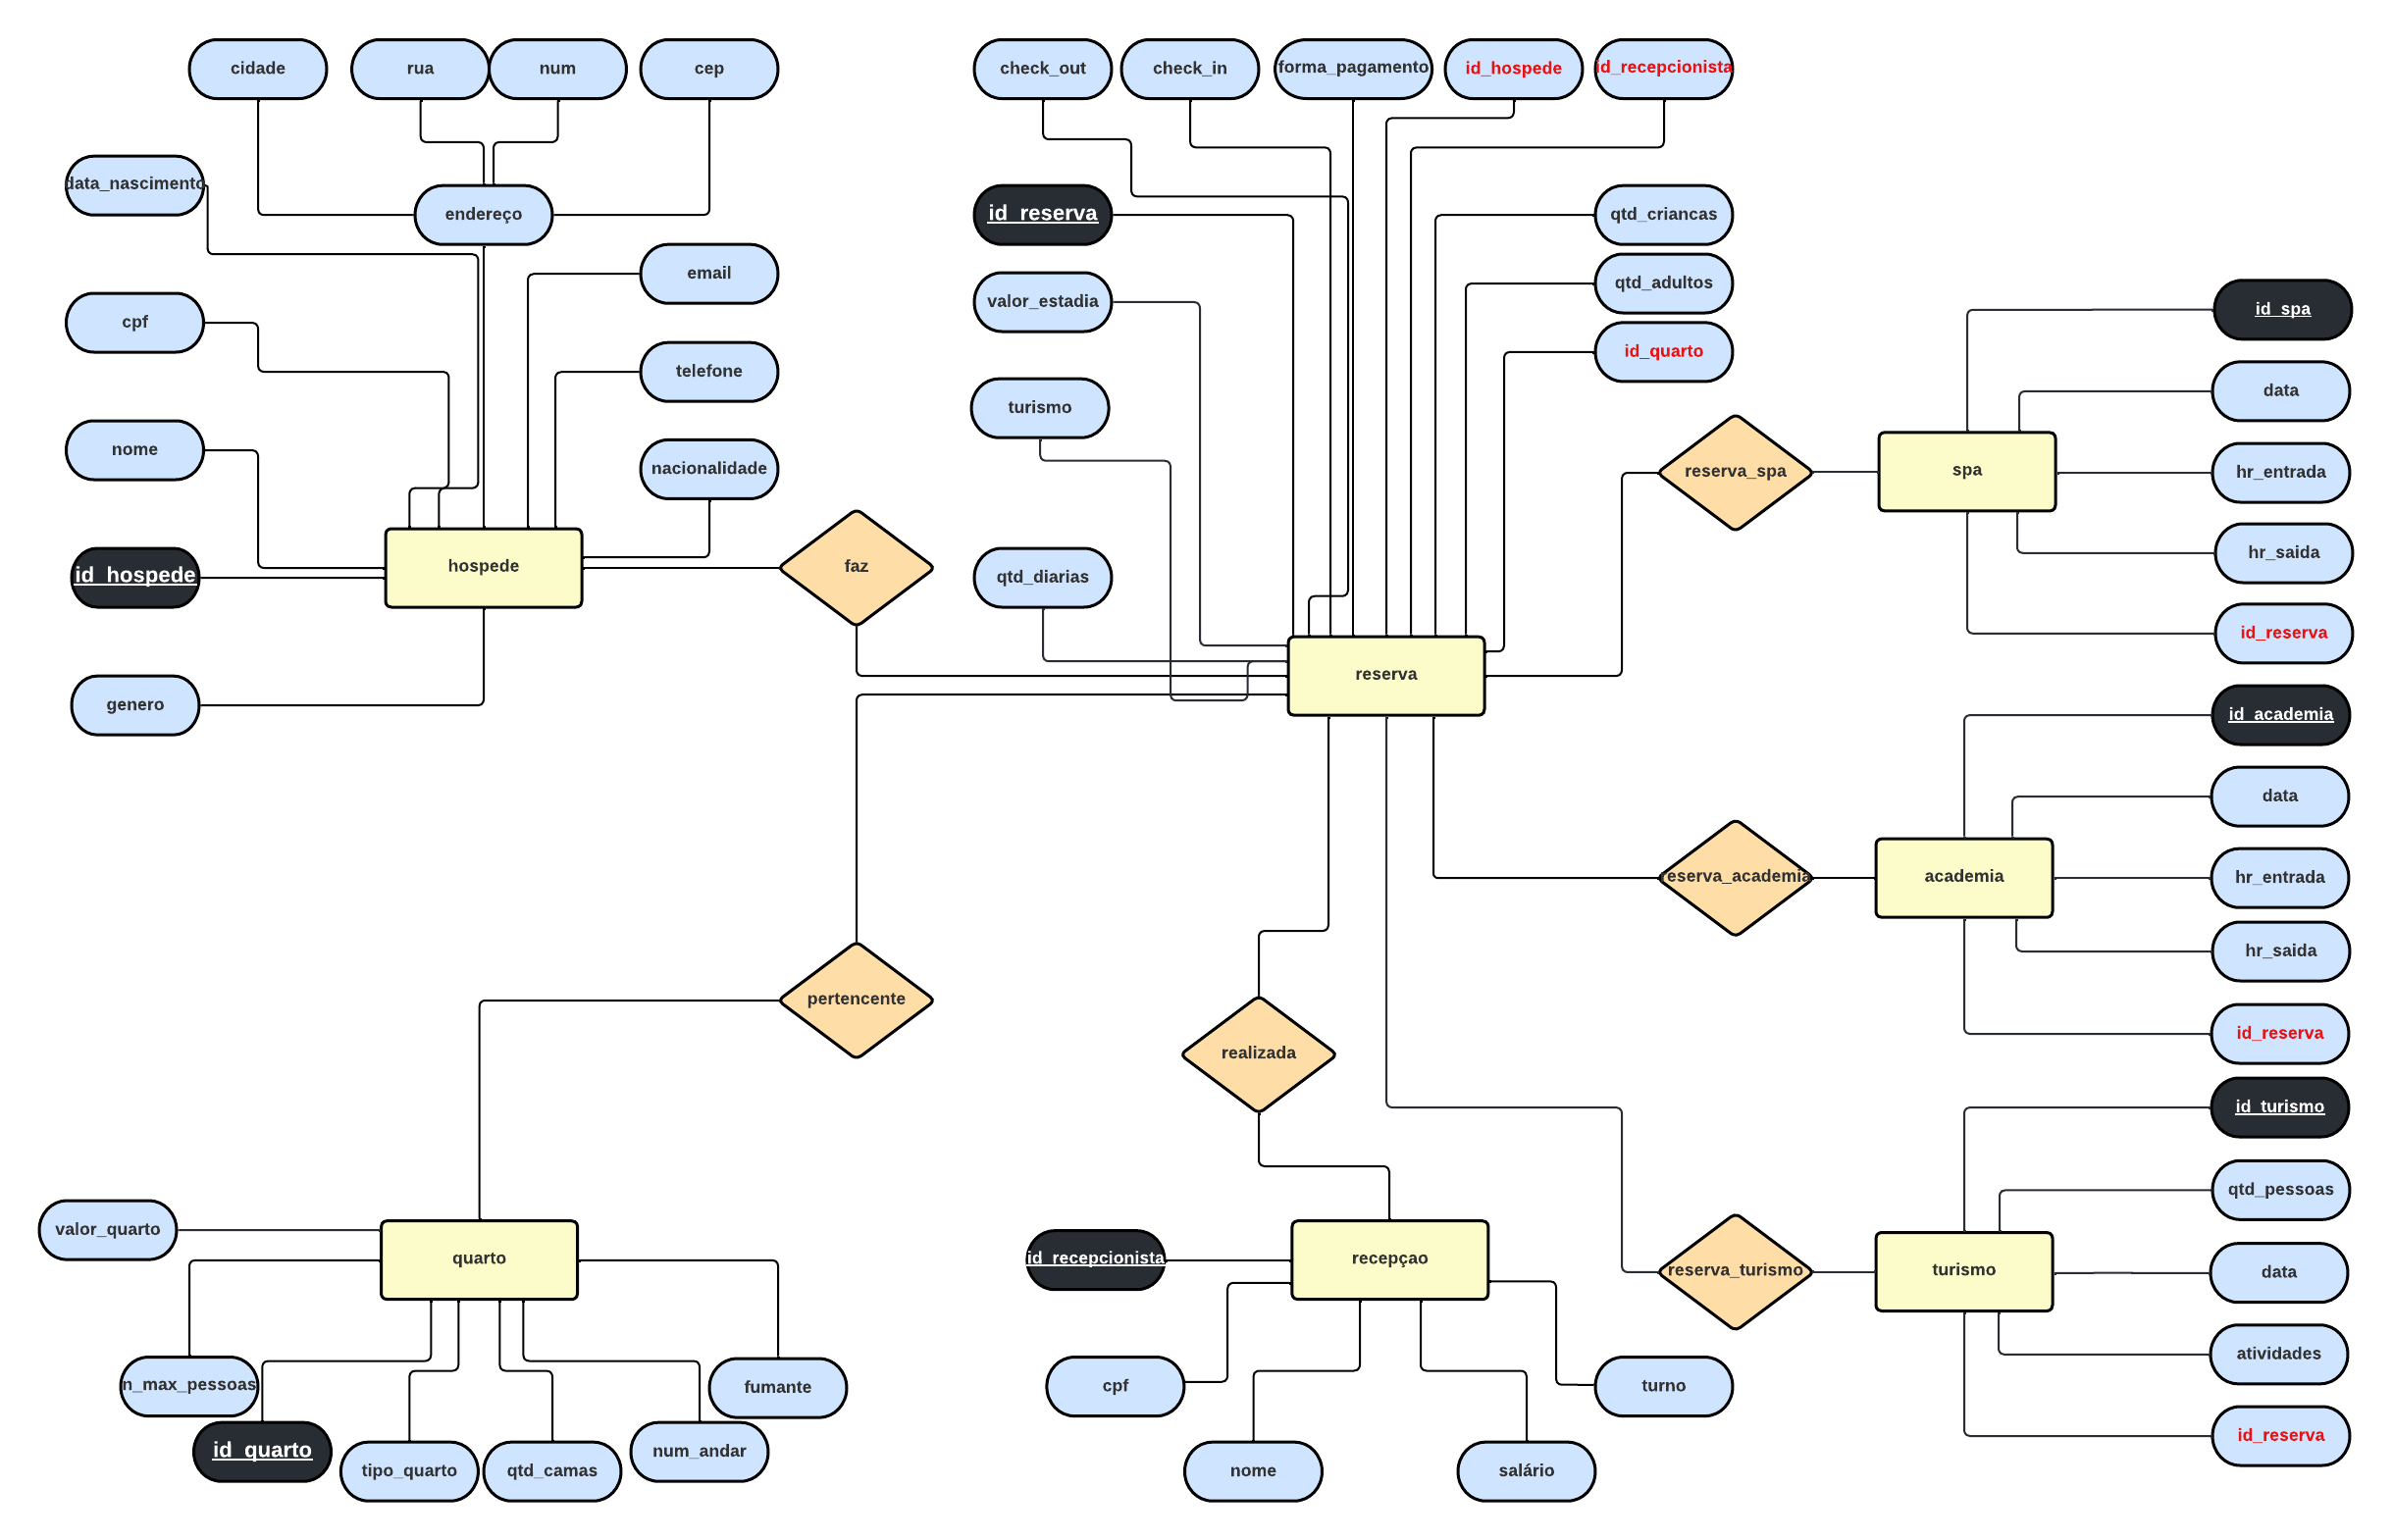 cidade
rua
num
cep
data_nascimento
endereço
email
cpf
telefone
nome
nacionalidade
id_hospede
hospede
faz
genero
check_out
check_in
forma_pagamento
id_hospede
id_recepcionista
id_reserva
qtd_criancas
valor_estadia
qtd_adultos
id_quarto
turismo
qtd_diarias
reserva
reserva_spa
spa
id_spa
data
hr_entrada
hr_saida
id_reserva
reserva_academia
academia
id_academia
data
hr_entrada
hr_saida
id_reserva
pertencente
realizada
valor_quarto
quarto
n_max_pessoas
id_quarto
tipo_quarto
qtd_camas
num_andar
fumante
id_recepcionista
recepçao
cpf
nome
salário
turno
reserva_turismo
turismo
id_turismo
qtd_pessoas
data
atividades
id_reserva